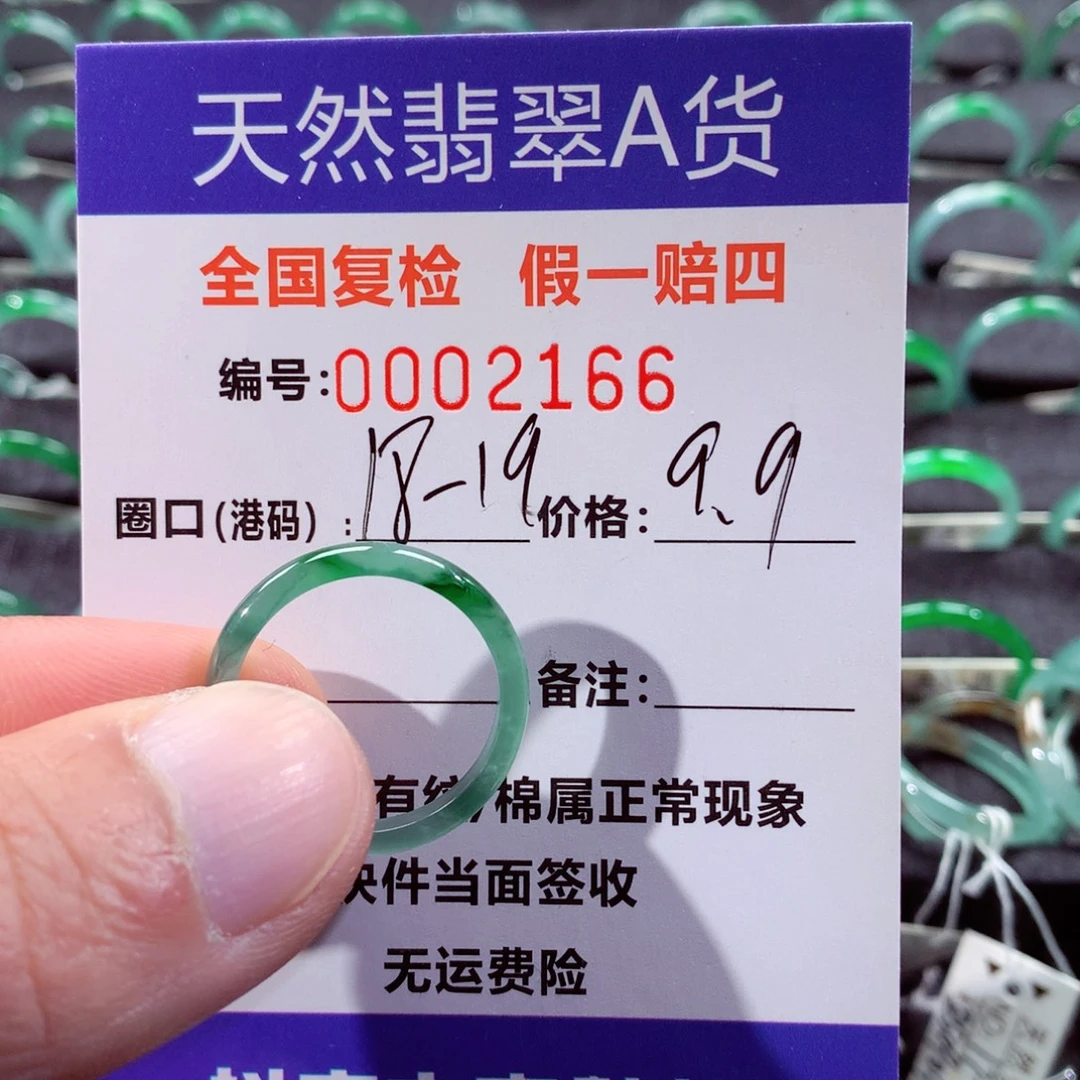 天然翡翠A货
全国复检 假一赔四
编号:0002166
圈口(港码):18-19 价格:9.9
备注:
有纹/棉属正常现象
快件当面签收
无运费险